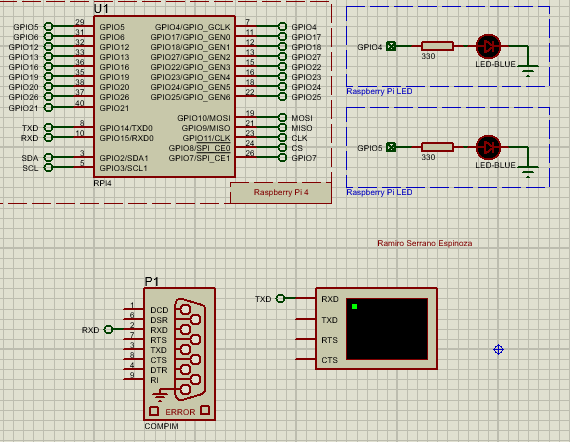 U1
GPIO5 29 GPIO5 GPIO4/GPIO_GCLK 7 GPIO4
GPIO6 31 GPIO6 GPIO17/GPIO_GEN0 11 GPIO17
GPIO12 32 GPIO12 GPIO18/GPIO_GEN1 12 GPIO18
GPIO13 33 GPIO13 GPIO27/GPIO_GEN2 13 GPIO27
GPIO16 36 GPIO16 GPIO22/GPIO_GEN3 15 GPIO22
GPIO19 35 GPIO19 GPIO23/GPIO_GEN4 16 GPIO23
GPIO20 38 GPIO20 GPIO24/GPIO_GEN5 18 GPIO24
GPIO26 37 GPIO26 GPIO25/GPIO_GEN6 22 GPIO25
GPIO21 40 GPIO21
GPIO10/MOSI 19 MOSI
TXD 8 GPIO14/TXD0 GPIO9/MISO 21 MISO
RXD 10 GPIO15/RXD0 GPIO11/CLK 23 CLK
GPIO8/SPI_CE0 24 CS
SDA 3 GPIO2/SDA1 GPIO7/SPI_CE1 26 GPIO7
SCL 5 GPIO3/SCL1
RPI4
Raspberry Pi 4
GPIO4
330
LED-BLUE
Raspberry Pi LED
GPIO5
330
LED-BLUE
Raspberry Pi LED
Ramiro Serrano Espinoza
P1
1 DCD
6 DSR
RXD 2 RXD
7 RTS
3 TXD
8 CTS
4 DTR
9 RI
ERROR
COMPIM
TXD RXD
TXD
RTS
CTS